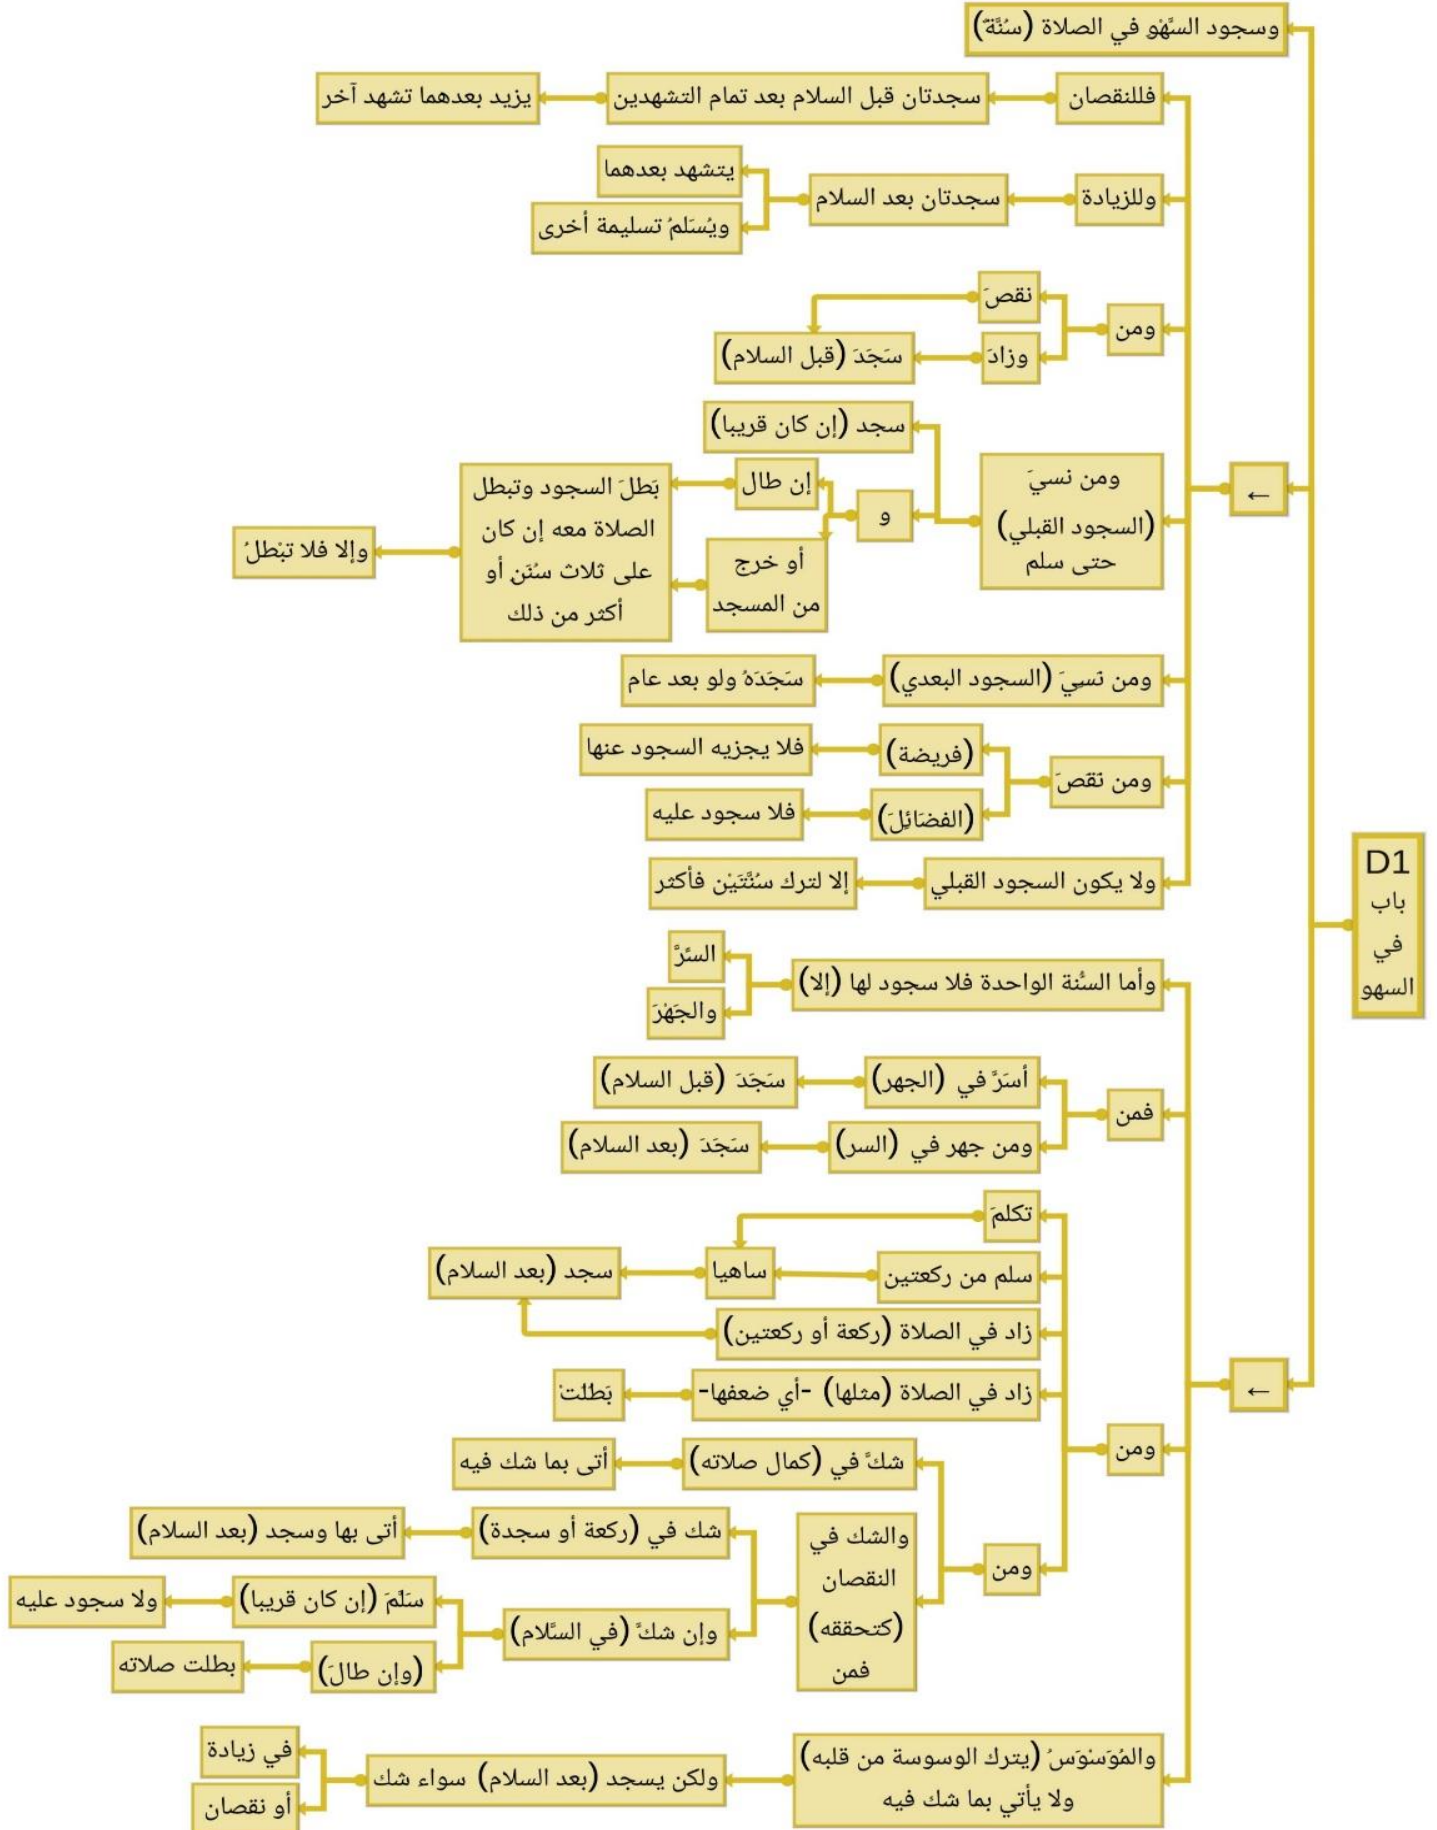 D1
باب
في
السهو
وسجود السَّهْوِ في الصلاة (سُنَّة)
←
فللنقصان
سجدتان قبل السلام بعد تمام التشهدين
يزيد بعدهما تشهد آخر
وللزيادة
سجدتان بعد السلام
يتشهد بعدهما
ويُسَلمُ تسليمة أخرى
ومن
نقصَ
وزادَ
سَجَدَ (قبل السلام)
ومن نسيَ
(السجود القبلي)
حتى سلم
سجد (إن كان قريبا)
و
إن طال
أو خرج
من المسجد
بَطلَ السجود وتبطل
الصلاة معه إن كان
على ثلاث سُنَنٍ أو
أكثر من ذلك
وإلا فلا تبْطلُ
ومن نَسِيَ (السجود البعدي)
سَجَدَهُ ولو بعد عام
ومن نقَصَ
(فريضة)
فلا يجزيه السجود عنها
(الفضَائِلَ)
فلا سجود عليه
ولا يكون السجود القبلي
إلا لترك سُنَّتَيْن فأكثر
←
وأما السنُّة الواحدة فلا سجود لها (إلا)
السِّرَّ
والجَهْرَ
فمن
أسَرَّ في (الجهر)
سَجَدَ (قبل السلام)
ومن جهر في (السر)
سَجَدَ (بعد السلام)
ومن
تكلمَ
سلم من ركعتين
ساهيا
سجد (بعد السلام)
زاد في الصلاة (ركعة أو ركعتين)
زاد في الصلاة (مثلها) -أي ضعفها-
بَطلتْ
ومن
شكَّ في (كمال صلاته)
أتى بما شك فيه
والشك في
النقصان
(كتحققه)
فمن
شك في (ركعة أو سجدة)
أتى بها وسجد (بعد السلام)
وإن شكَّ (في السَّلام)
سَلَّمَ (إن كان قريبا)
ولا سجود عليه
(وإن طالَ)
بطلت صلاته
والمُوَسْوَسُ (يترك الوسوسة من قلبه)
ولا يأتي بما شك فيه
ولكن يسجد (بعد السلام) سواء شك
في زيادة
أو نقصان